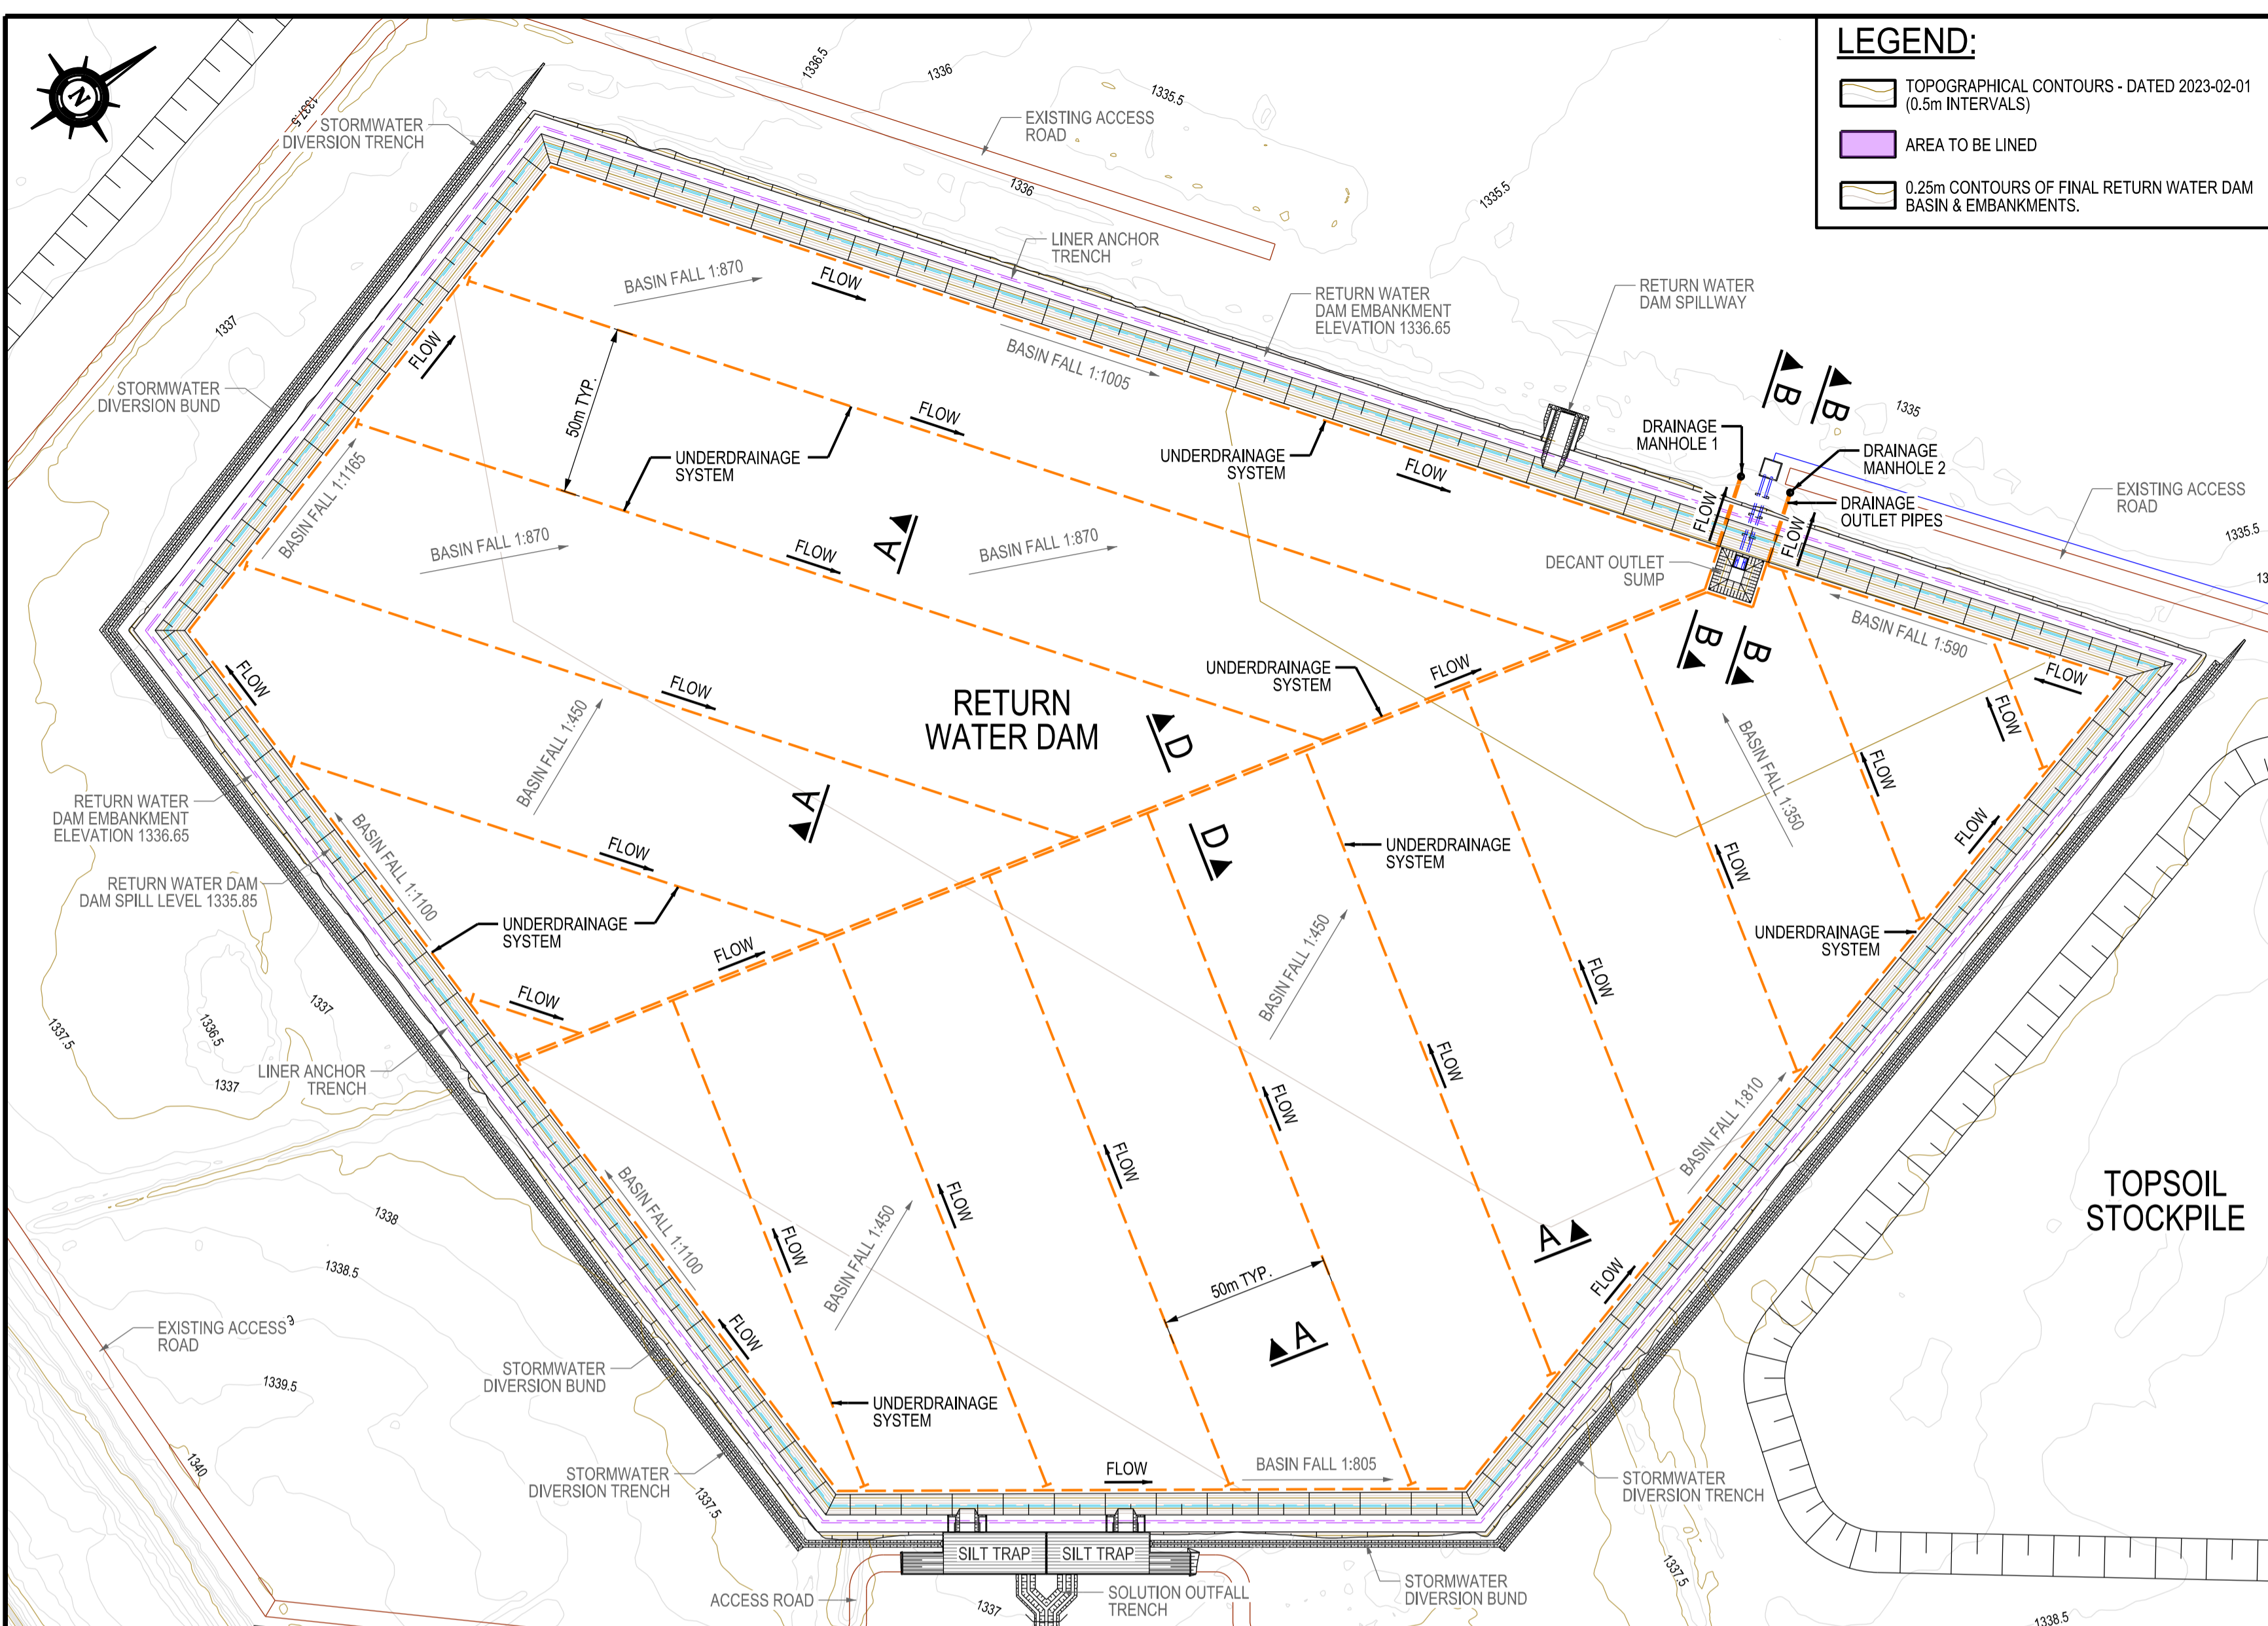 LEGEND:
TOPOGRAPHICAL CONTOURS - DATED 2023-02-01
(0.5m INTERVALS)
AREA TO BE LINED
0.25m CONTOURS OF FINAL RETURN WATER DAM
BASIN & EMBANKMENTS.
N
1337.5
STORMWATER
DIVERSION TRENCH
1336.5
1336
1335.5
EXISTING ACCESS
ROAD
1336
1335.5
LINER ANCHOR
TRENCH
BASIN FALL 1:870
FLOW
RETURN WATER
DAM EMBANKMENT
ELEVATION 1336.65
RETURN WATER
DAM SPILLWAY
1337
FLOW
BASIN FALL 1:1005
STORMWATER
DIVERSION BUND
50m TYP.
FLOW
B
B
1335
DRAINAGE
MANHOLE 1
DRAINAGE
MANHOLE 2
UNDERDRAINAGE
SYSTEM
UNDERDRAINAGE
SYSTEM
FLOW
BASIN FALL 1:1165
DRAINAGE
OUTLET PIPES
FLOW
FLOW
EXISTING ACCESS
ROAD
1335.5
A
BASIN FALL 1:870
FLOW
BASIN FALL 1:870
DECANT OUTLET
SUMP
13
BASIN FALL 1:590
B
B
FLOW
FLOW
FLOW
UNDERDRAINAGE
SYSTEM
FLOW
RETURN
WATER DAM
BASIN FALL 1:450
D
FLOW
BASIN FALL 1:350
FLOW
RETURN WATER
DAM EMBANKMENT
ELEVATION 1336.65
A
D
BASIN FALL 1:1100
FLOW
UNDERDRAINAGE
SYSTEM
FLOW
FLOW
RETURN WATER DAM
DAM SPILL LEVEL 1335.85
UNDERDRAINAGE
SYSTEM
FLOW
BASIN FALL 1:450
UNDERDRAINAGE
SYSTEM
FLOW
FLOW
1337
1336.5
1337.5
1337
LINER ANCHOR
TRENCH
FLOW
FLOW
FLOW
BASIN FALL 1:810
BASIN FALL 1:1100
FLOW
FLOW
BASIN FALL 1:450
TOPSOIL
STOCKPILE
1338
1338.5
A
FLOW
50m TYP.
FLOW
A
EXISTING ACCESS
ROAD
1339.5
STORMWATER
DIVERSION BUND
UNDERDRAINAGE
SYSTEM
1340
STORMWATER
DIVERSION TRENCH
1337.5
FLOW
BASIN FALL 1:805
STORMWATER
DIVERSION TRENCH
SILT TRAP
SILT TRAP
1337.5
ACCESS ROAD
1337
SOLUTION OUTFALL
TRENCH
STORMWATER
DIVERSION BUND
1338.5